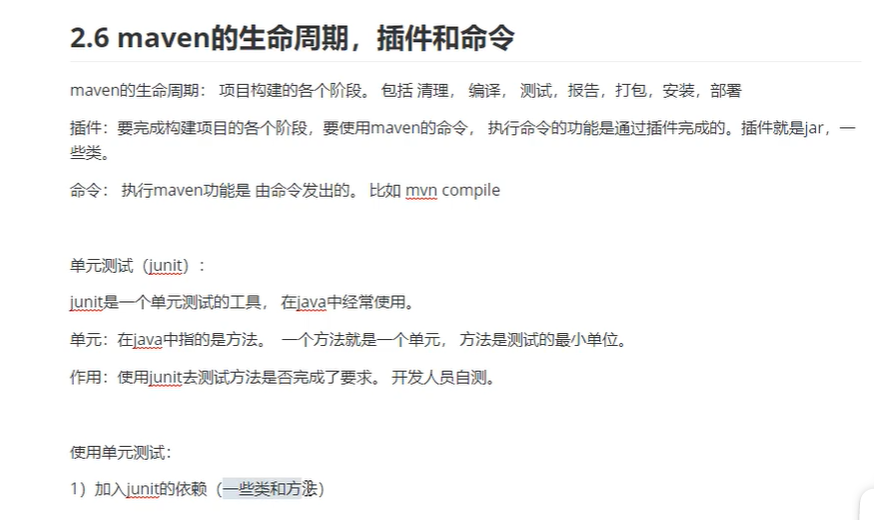 2.6 maven的生命周期，插件和命令
maven的生命周期： 项目构建的各个阶段。 包括 清理， 编译， 测试，报告，打包，安装，部署
插件：要完成构建项目的各个阶段，要使用maven的命令， 执行命令的功能是通过插件完成的。插件就是jar，一
些类。
命令： 执行maven功能是 由命令发出的。 比如 mvn compile
单元测试（junit）：
junit是一个单元测试的工具， 在java中经常使用。
单元：在java中指的是方法。 一个方法就是一个单元， 方法是测试的最小单位。
作用：使用junit去测试方法是否完成了要求。 开发人员自测。
使用单元测试：
1）加入junit的依赖（一些类和方法）